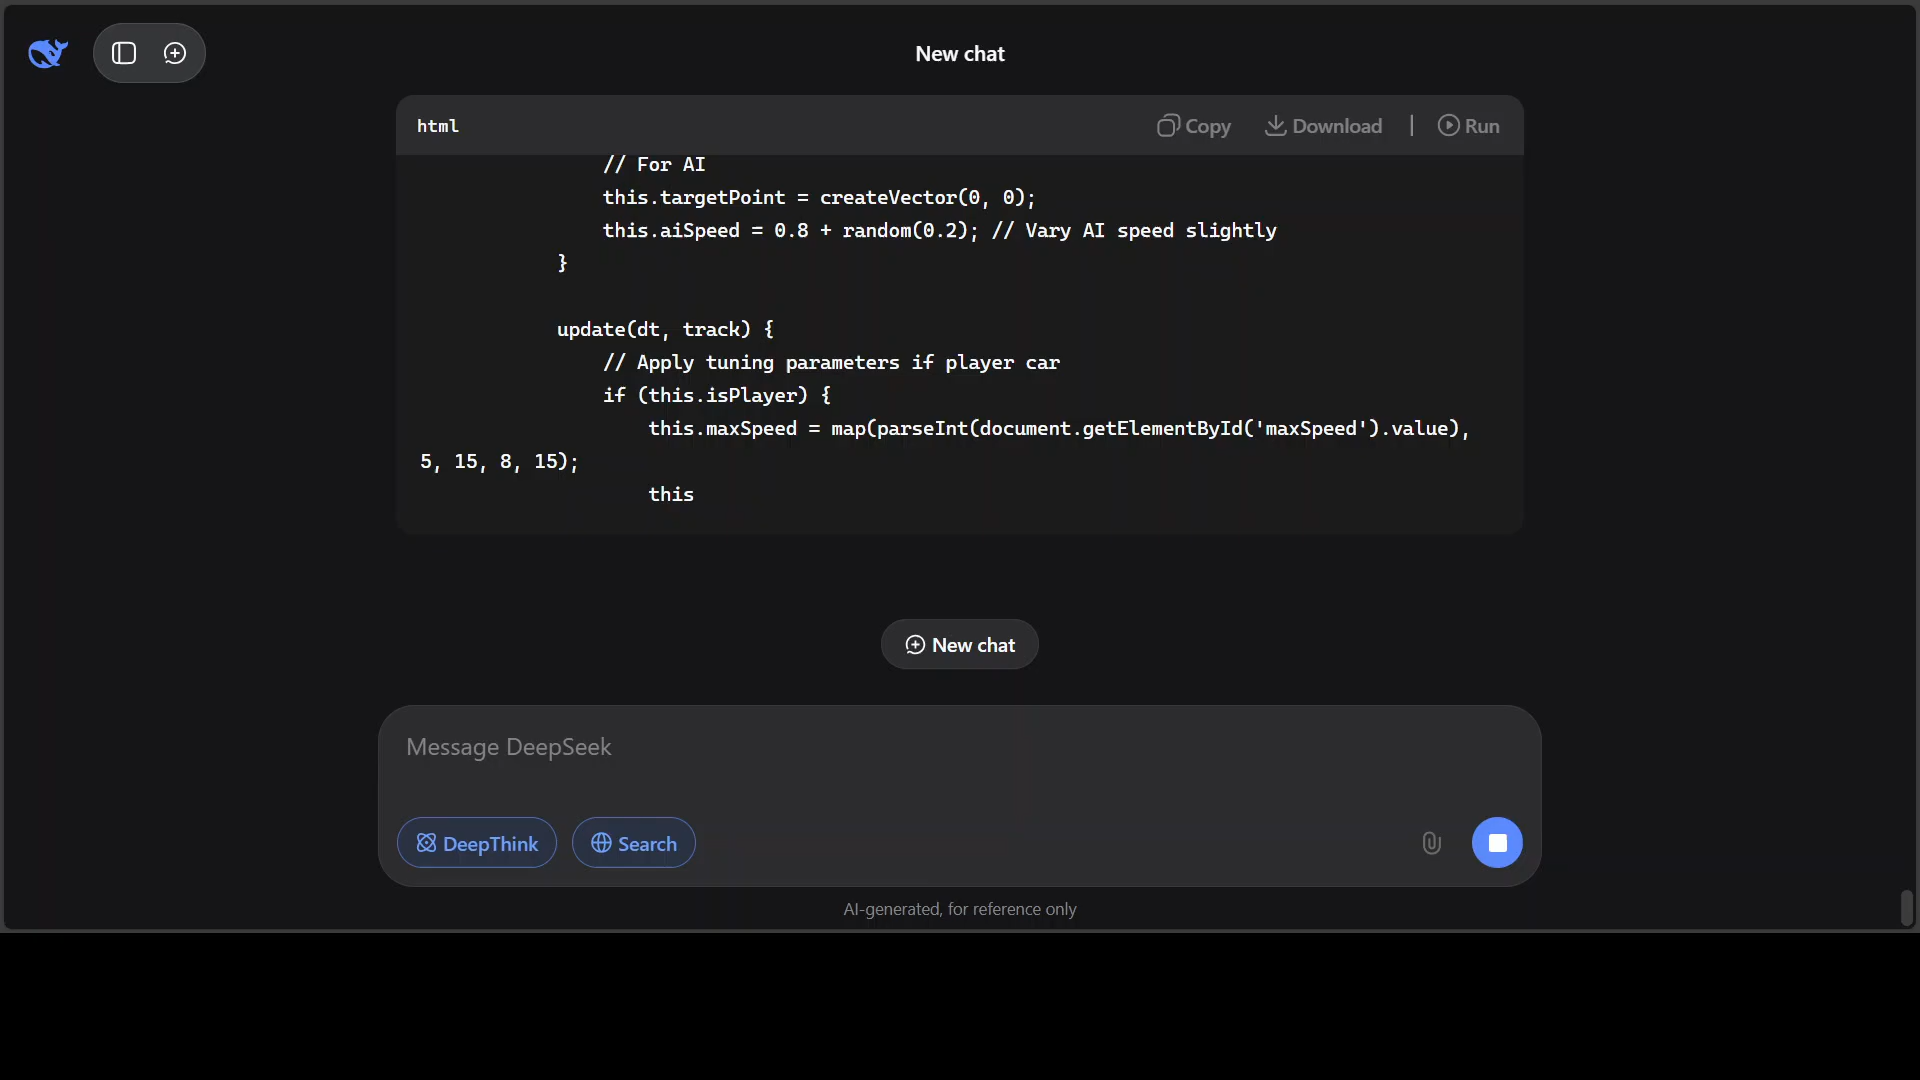 New chat
html
Copy
Download
|
Run
// For AI
this.targetPoint = createVector(0, 0);
this.aiSpeed = 0.8 + random(0.2); // Vary AI speed slightly
}
update(dt, track) {
// Apply tuning parameters if player car
if (this.isPlayer) {
this.maxSpeed = map(parseInt(document.getElementById('maxSpeed').value),
5, 15, 8, 15);
this
New chat
Message DeepSeek
DeepThink
Search
AI-generated, for reference only